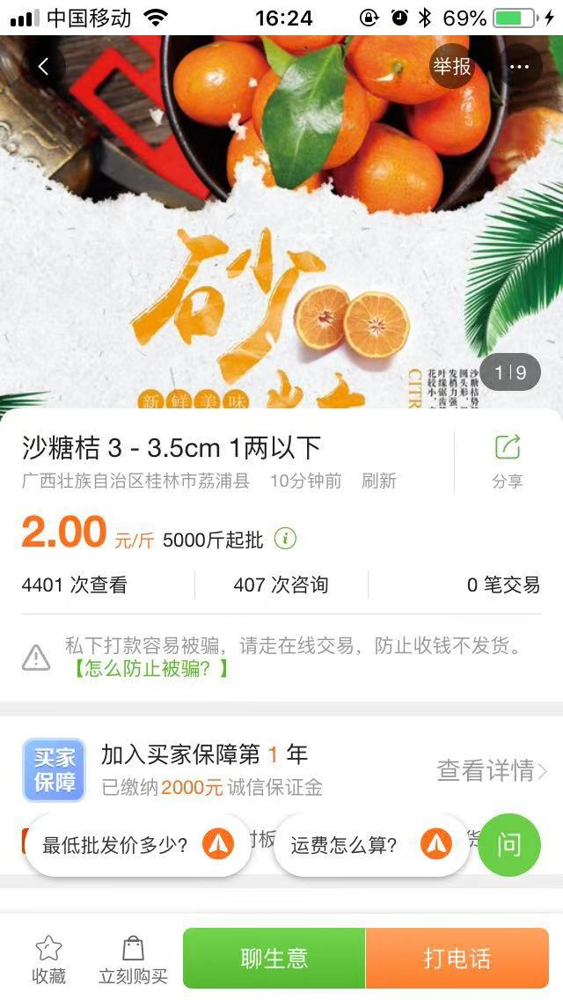 中国移动 16:24 69%
举报
砂
新鲜美味
CITR
1|9
沙糖桔 3 - 3.5cm 1两以下
广西壮族自治区桂林市荔浦县 10分钟前 刷新
分享
2.00 元/斤 5000斤起批
4401 次查看 407 次咨询 0 笔交易
私下打款容易被骗，请走在线交易，防止收钱不发货。
【怎么防止被骗？】
买家
保障
加入买家保障第 1 年
已缴纳2000元诚信保证金
查看详情
最低批发价多少?
运费怎么算?
问
收藏
立刻购买
聊生意
打电话